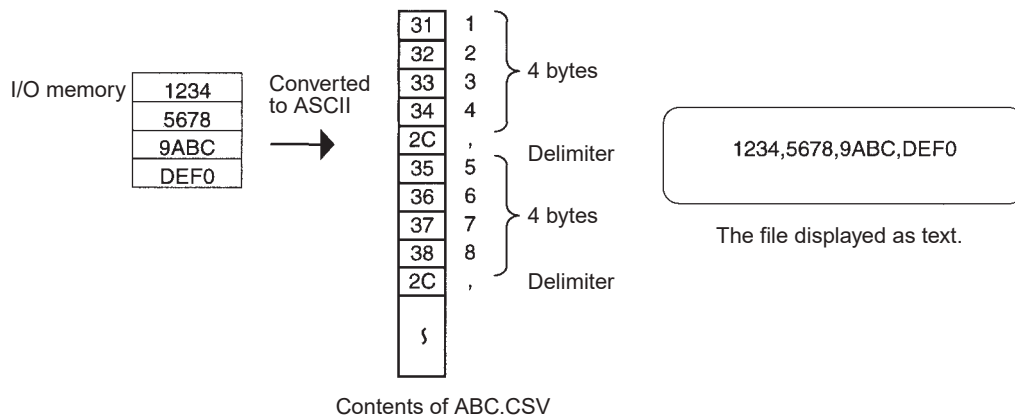 I/O memory
1234
5678
9ABC
DEF0
Converted
to ASCII
31 1
32 2
33 3
34 4
2C ,
35 5
36 6
37 7
38 8
2C ,
4 bytes
Delimiter
4 bytes
Delimiter
Contents of ABC.CSV
1234,5678,9ABC,DEF0
The file displayed as text.